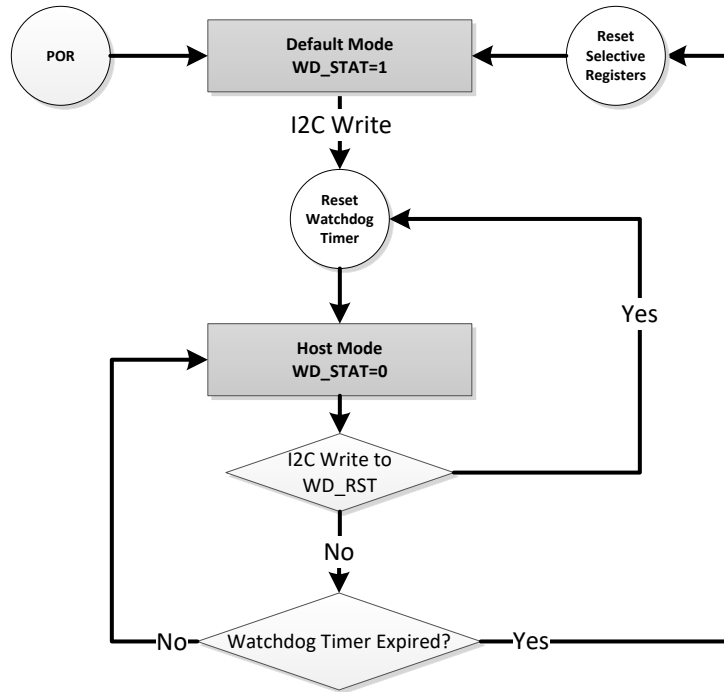 POR
Default Mode
WD_STAT=1
Reset
Selective
Registers
I2C Write
Reset
Watchdog
Timer
Yes
Host Mode
WD_STAT=0
I2C Write to
WD_RST
No
No
Watchdog Timer Expired?
Yes